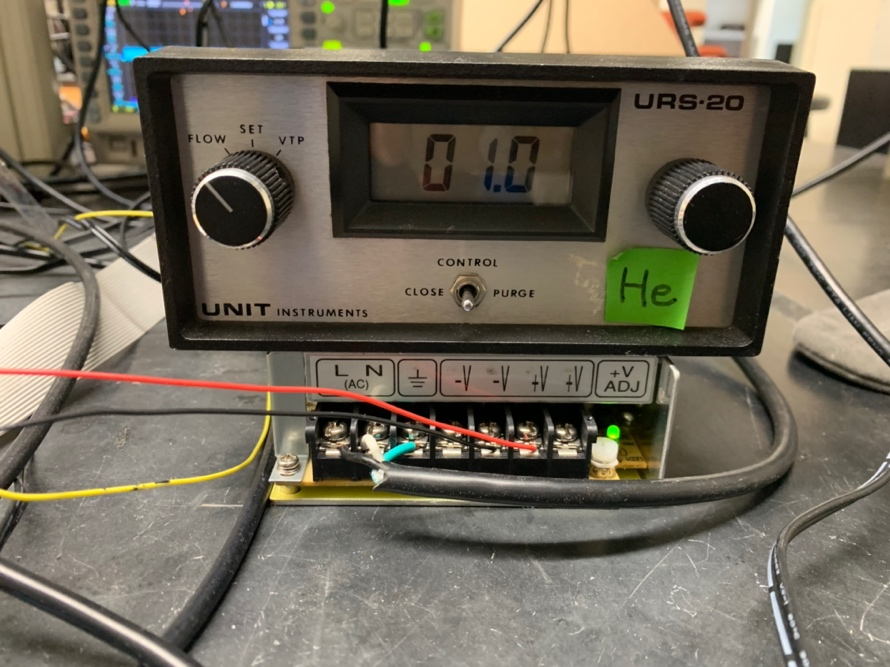 URS-20
FLOW SET VTP
01.0
CONTROL
CLOSE PURGE
He
UNIT INSTRUMENTS
L N
(AC)
-V -V +V +V
+V
ADJ